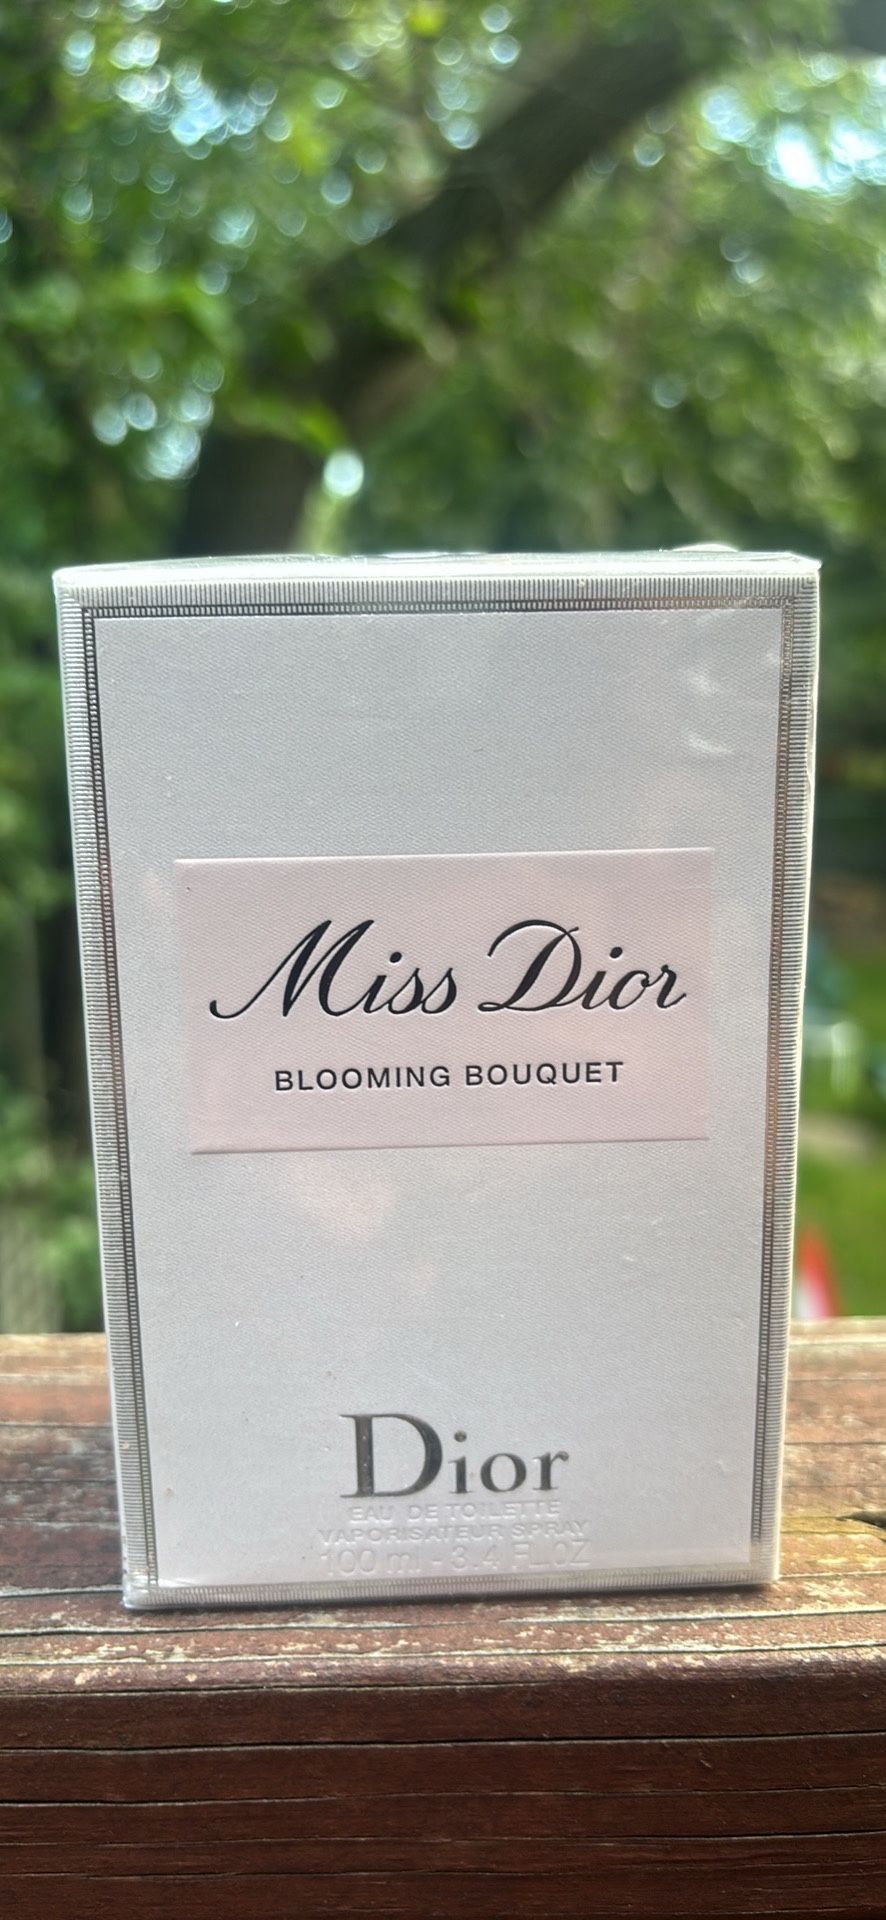 Miss Dior
BLOOMING BOUQUET
Dior
EAU DE TOILETTE
VAPORISATEUR SPRAY
100 ml - 3.4 FL.OZ